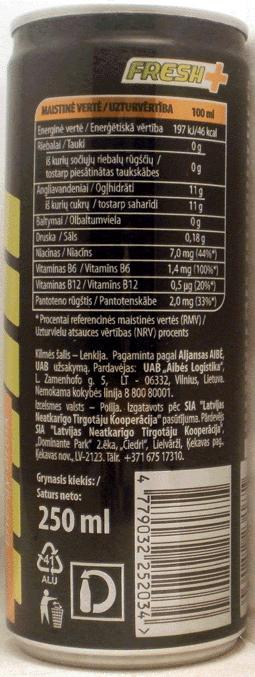 FRESH+
MAISTINĖ VERTĖ / UZTURVĒRTĪBA 100 ml
Energinė vertė / Enerģētiskā vērtība 197 kJ/46 kcal
Riebalai / Tauki 0 g
iš kurių sočiųjų riebalų rūgščių /
tostarp piesātinātās taukskābes 0 g
Angliavandeniai / Ogļhidrāti 11 g
iš kurių cukrų / tostarp saharīdi 11 g
Baltymai / Olbaltumviela 0 g
Druska / Sāls 0,18 g
Niacinas / Niacīns 7,0 mg (44%*)
Vitaminas B6 / Vitamīns B6 1,4 mg (100%*)
Vitaminas B12 / Vitamīns B12 0,5 µg (20%*)
Pantoteno rūgštis / Pantotenskābe 2,0 mg (33%*)
*Procentai referencinės maistinės vertės (RMV) /
Uzturvielu atsauces vērtības (NRV) procents
Kilmės šalis – Lenkija. Pagaminta pagal Aljansas AIBĖ,
UAB užsakymą. Pardavėjas: UAB „Aibės Logistika",
L. Zamenhofo g. 5, LT - 06332, Vilnius, Lietuva.
Nemokama kokybės linija 8 800 80001.
Izcelsmes valsts – Polija. Izgatavots pēc SIA "Latvijas
Neatkarīgo Tirgotāju Kooperācija" pasūtījuma. Pārdevējs
SIA "Latvijas Neatkarīgo Tirgotāju Kooperācija",
„Dominante Park" 2.ēka, „Ciedri", Lielvārži, Ķekavas pag.,
Ķekavas nov., LV-2123. Tālr. +371 675 17310.
Grynasis kiekis: /
Saturs neto:
250 ml
41
ALU
D
4 779032 252034 >